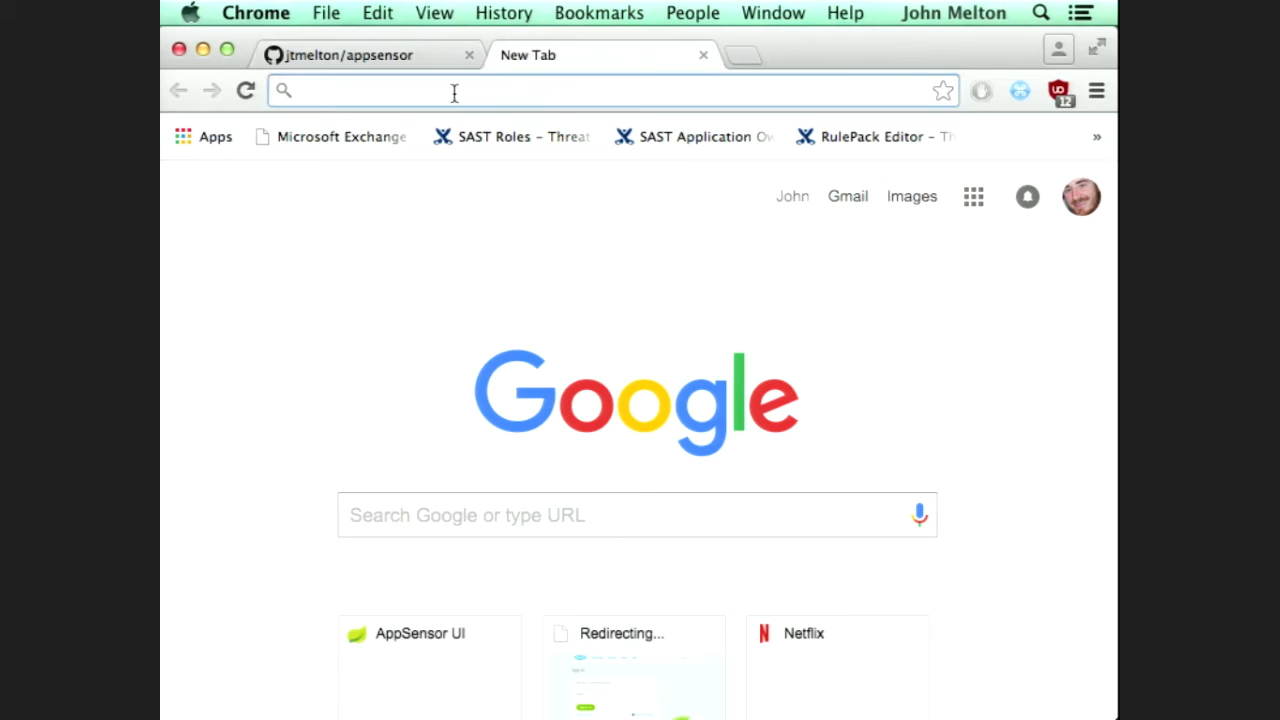 Chrome File Edit View History Bookmarks People Window Help John Melton
jtmelton/appsensor New Tab
12
Apps Microsoft Exchange SAST Roles – Threat SAST Application Ow RulePack Editor – Th »
John Gmail Images
Google
Search Google or type URL
AppSensor UI Redirecting... Netflix